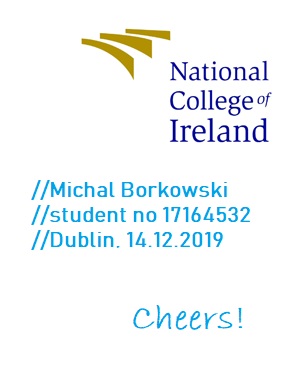 National
College of
Ireland
//Michal Borkowski
//student no 17164532
//Dublin. 14.12.2019
Cheers!